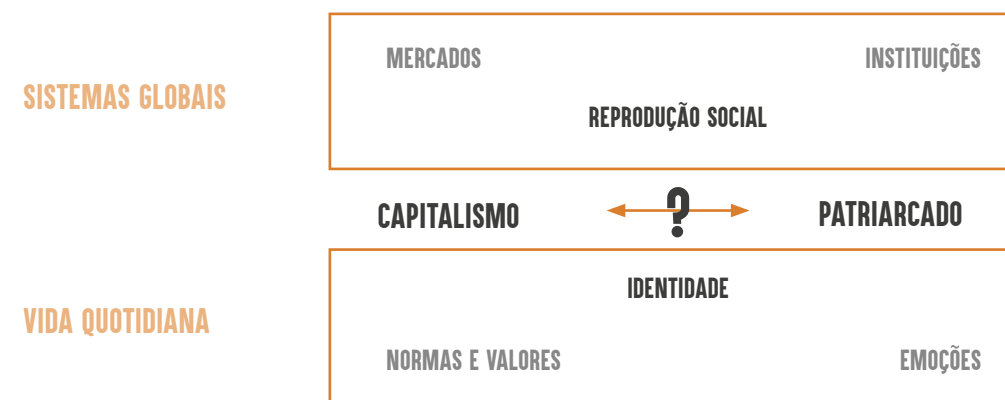 MERCADOS
INSTITUIÇÕES
SISTEMAS GLOBAIS
REPRODUÇÃO SOCIAL
CAPITALISMO
?
PATRIARCADO
IDENTIDADE
VIDA QUOTIDIANA
NORMAS E VALORES
EMOÇÕES